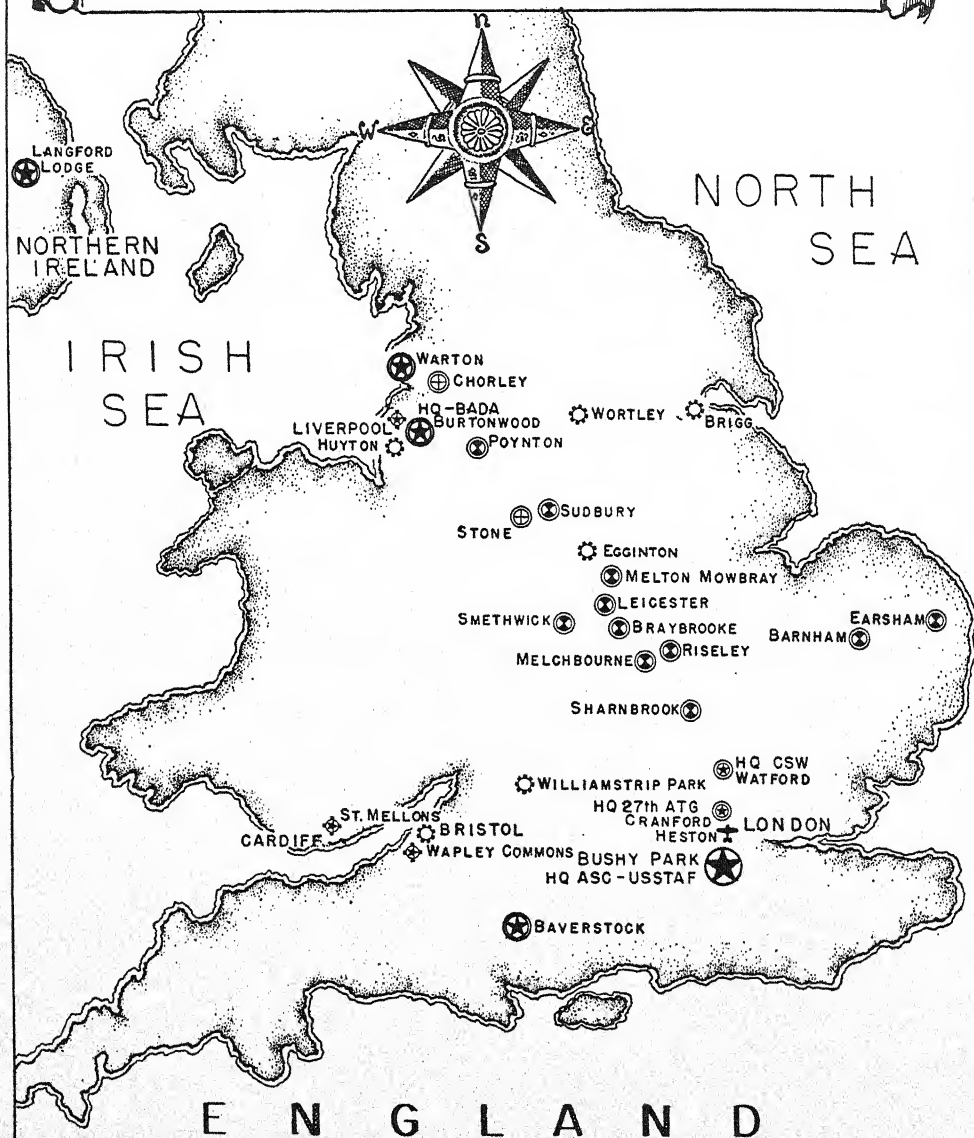 n
W
E
S
LANGFORD
LODGE
NORTHERN
IRELAND
NORTH
SEA
IRISH
SEA
WARTON
CHORLEY
HQ-BADA
BURTONWOOD
LIVERPOOL
HUYTON
POYNTON
WORTLEY
BRIGG
STONE
SUDBURY
EGGINTON
MELTON MOWBRAY
LEICESTER
SMETHWICK
BRAYBROOKE
EARSHAM
BARNHAM
RISELEY
MELCHBOURNE
SHARNBROOK
HQ CSW
WATFORD
WILLIAMSTRIP PARK
HQ 27th ATG
CRANFORD
HESTON
LONDON
ST. MELLONS
CARDIFF
BRISTOL
WAPLEY COMMONS
BUSHY PARK
HQ ASC-USSTAF
BAVERSTOCK
ENGLAND